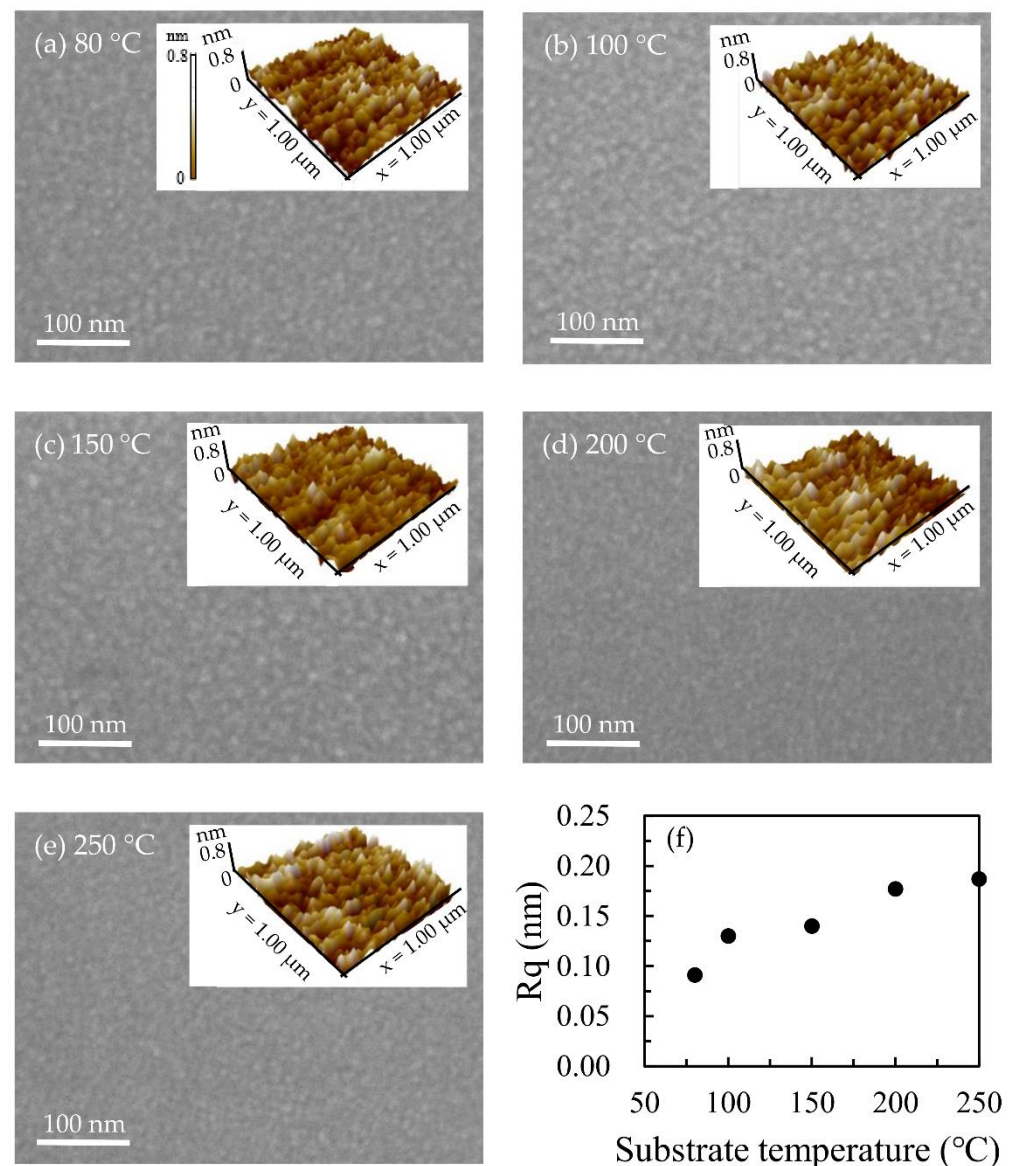 (a) 80 °C
nm
0.8
0
nm
0.8
0
y = 1.00 μm
x = 1.00 μm
100 nm
(b) 100 °C
nm
0.8
0
y = 1.00 μm
x = 1.00 μm
100 nm
(c) 150 °C
nm
0.8
0
y = 1.00 μm
x = 1.00 μm
100 nm
(d) 200 °C
nm
0.8
0
y = 1.00 μm
x = 1.00 μm
100 nm
(e) 250 °C
nm
0.8
0
y = 1.00 μm
x = 1.00 μm
100 nm
(f)
Rq (nm)
0.25
0.20
0.15
0.10
0.05
0.00
50 100 150 200 250
Substrate temperature (°C)